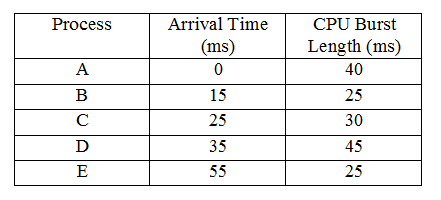 Process Arrival Time (ms) CPU Burst Length (ms)
A 0 40
B 15 25
C 25 30
D 35 45
E 55 25